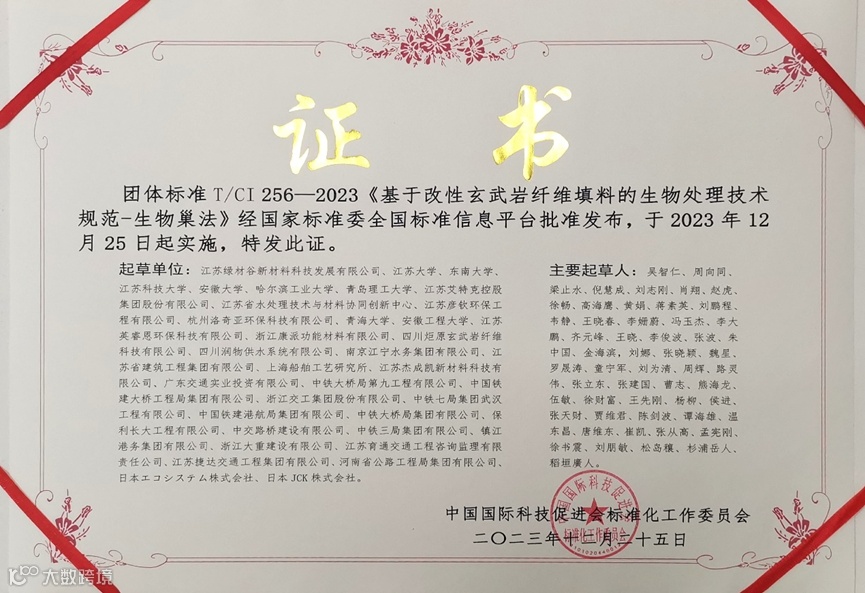 证书
团体标准 T/CI 256—2023《基于改性玄武岩纤维填料的生物处理技术
规范-生物巢法》经国家标准委全国标准信息平台批准发布，于 2023 年 12
月 25 日起实施，特发此证。
起草单位：江苏绿材谷新材料科技发展有限公司、江苏大学、东南大学、
江苏科技大学、安徽大学、哈尔滨工业大学、青岛理工大学、江苏艾特克控股
集团股份有限公司、江苏省水处理技术与材料协同创新中心、江苏彦钦环保工
程有限公司、杭州洛奇亚环保科技有限公司、青海大学、安徽工程大学、江苏
英睿恩环保科技有限公司、浙江康派功能材料有限公司、四川炬原玄武岩纤维
科技有限公司、四川润物供水系统有限公司、南京江宁水务集团有限公司、江
苏省建筑工程集团有限公司、上海船舶工艺研究所、江苏杰成凯新材料科技有
限公司、广东交通实业投资有限公司、中铁大桥局第九工程有限公司、中国铁
建大桥工程局集团有限公司、浙江交工集团股份有限公司、中铁七局集团武汉
工程有限公司、中国铁建港航局集团有限公司、中铁大桥局集团有限公司、保
利长大工程有限公司、中交路桥建设有限公司、中铁三局集团有限公司、镇江
港务集团有限公司、浙江大重建设有限公司、江苏育通交通工程咨询监理有限
责任公司、江苏捷达交通工程集团有限公司、河南省公路工程局集团有限公司、
日本エコシステム株式会社、日本 JCK 株式会社。
主要起草人：吴智仁、周向同、
梁止水、倪慧成、刘志刚、肖翔、赵虎、
徐畅、高海鹰、黄娟、蒋素英、刘鹏程、
韦静、王晓春、李姗蔚、冯玉杰、李大
鹏、齐元峰、王晓、李俊波、张波、朱
中国、金海滨，刘娜、张晓颖、魏星、
罗晟涛、童宁军、刘为清、周辉、路灵
伟、张立东、张建国、曹志、熊海龙、
伍敏、徐财富、王先刚、杨柳、侯进、
张天财、贾维君、陈剑波、谭海雄、温
东昌、唐维东、崔凯、张从高、孟宪刚、
徐书震、刘朋敏、松岛穰、杉浦岳人、
稻垣廣人。
中国国际科技促进会标准化工作委员会
二〇二三年十二月二十五日
中国国际科技促进会
标准化工作委员会
大数跨境